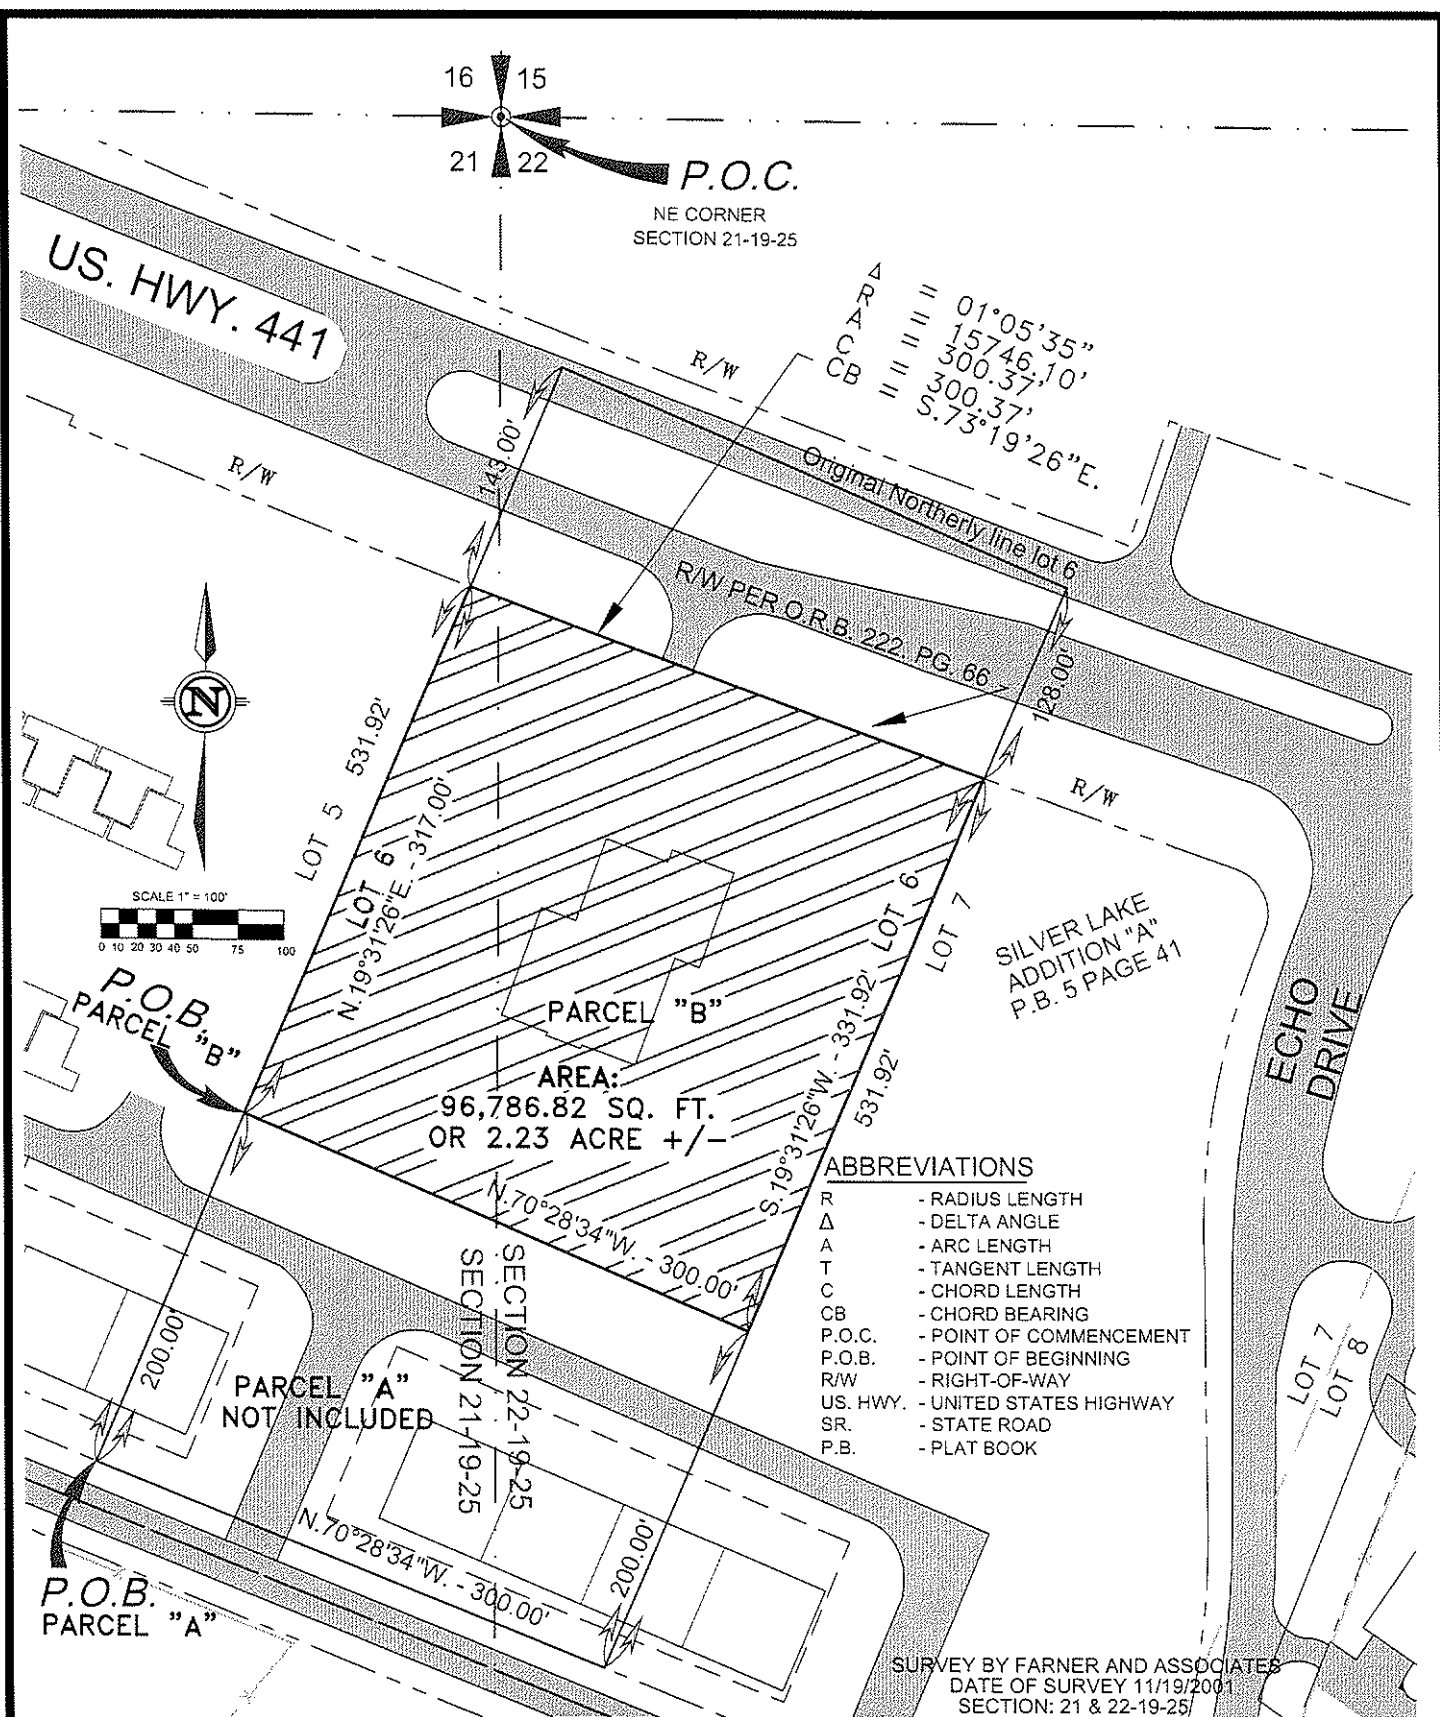 16 15
21 22
P.O.C.
NE CORNER
SECTION 21-19-25
US. HWY. 441
Δ = 01°05'35"
R = 15746.10'
A = 300.37'
C = 300.37'
CB = S.73°19'26"E.
R/W
R/W
143.00'
Original Northerly line lot 6
R/W PER O.R.B. 222. PG. 66
128.00'
R/W
N
531.92'
LOT 5
LOT 6
N.19°31'26"E. - 317.00'
SCALE 1" = 100'
0 10 20 30 40 50 75 100
P.O.B.
PARCEL "B"
LOT 6
LOT 7
SILVER LAKE
ADDITION "A"
P.B. 5 PAGE 41
ECHO
DRIVE
PARCEL "B"
AREA:
96,786.82 SQ. FT.
OR 2.23 ACRE +/-
S.19°31'26"W. - 331.92'
531.92'
N.70°28'34"W. - 300.00'
ABBREVIATIONS
R - RADIUS LENGTH
Δ - DELTA ANGLE
A - ARC LENGTH
T - TANGENT LENGTH
C - CHORD LENGTH
CB - CHORD BEARING
P.O.C. - POINT OF COMMENCEMENT
P.O.B. - POINT OF BEGINNING
R/W - RIGHT-OF-WAY
US. HWY. - UNITED STATES HIGHWAY
SR. - STATE ROAD
P.B. - PLAT BOOK
SECTION 22-19-25
SECTION 21-19-25
200.00'
PARCEL "A"
NOT INCLUDED
LOT 7
LOT 8
N.70°28'34"W. - 300.00'
200.00'
P.O.B.
PARCEL "A"
SURVEY BY FARNER AND ASSOCIATES
DATE OF SURVEY 11/19/2001
SECTION: 21 & 22-19-25